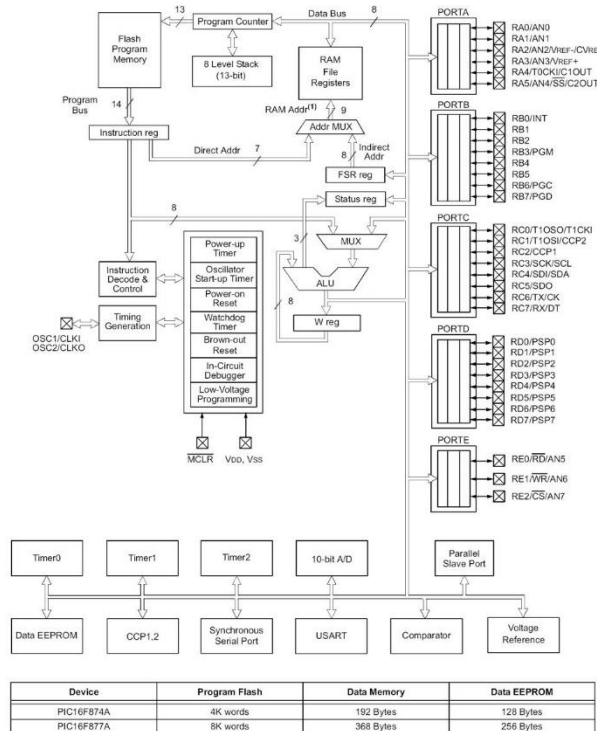 13
Program Counter
Data Bus
8
PORTA
Flash
Program
Memory
8 Level Stack
(13-bit)
RAM
File
Registers
RA0/AN0
RA1/AN1
RA2/AN2/VREF-/CVREF
RA3/AN3/VREF+
RA4/T0CKI/C1OUT
RA5/AN4/SS/C2OUT
Program
Bus
14
RAM Addr(1)
9
PORTB
Addr MUX
Instruction reg
Direct Addr
7
8
Indirect
Addr
FSR reg
RB0/INT
RB1
RB2
RB3/PGM
RB4
RB5
RB6/PGC
RB7/PGD
Status reg
8
PORTC
3
MUX
Power-up
Timer
Instruction
Decode &
Control
Oscillator
Start-up Timer
ALU
Power-on
Reset
8
RC0/T1OSO/T1CKI
RC1/T1OSI/CCP2
RC2/CCP1
RC3/SCK/SCL
RC4/SDI/SDA
RC5/SDO
RC6/TX/CK
RC7/RX/DT
Timing
Generation
Watchdog
Timer
W reg
OSC1/CLKI
OSC2/CLKO
Brown-out
Reset
In-Circuit
Debugger
Low-Voltage
Programming
PORTD
RD0/PSP0
RD1/PSP1
RD2/PSP2
RD3/PSP3
RD4/PSP4
RD5/PSP5
RD6/PSP6
RD7/PSP7
MCLR
VDD, VSS
PORTE
RE0/RD/AN5
RE1/WR/AN6
RE2/CS/AN7
Timer0
Timer1
Timer2
10-bit A/D
Parallel
Slave Port
Data EEPROM
CCP1,2
Synchronous
Serial Port
USART
Comparator
Voltage
Reference
Device Program Flash Data Memory Data EEPROM
PIC16F874A 4K words 192 Bytes 128 Bytes
PIC16F877A 8K words 368 Bytes 256 Bytes